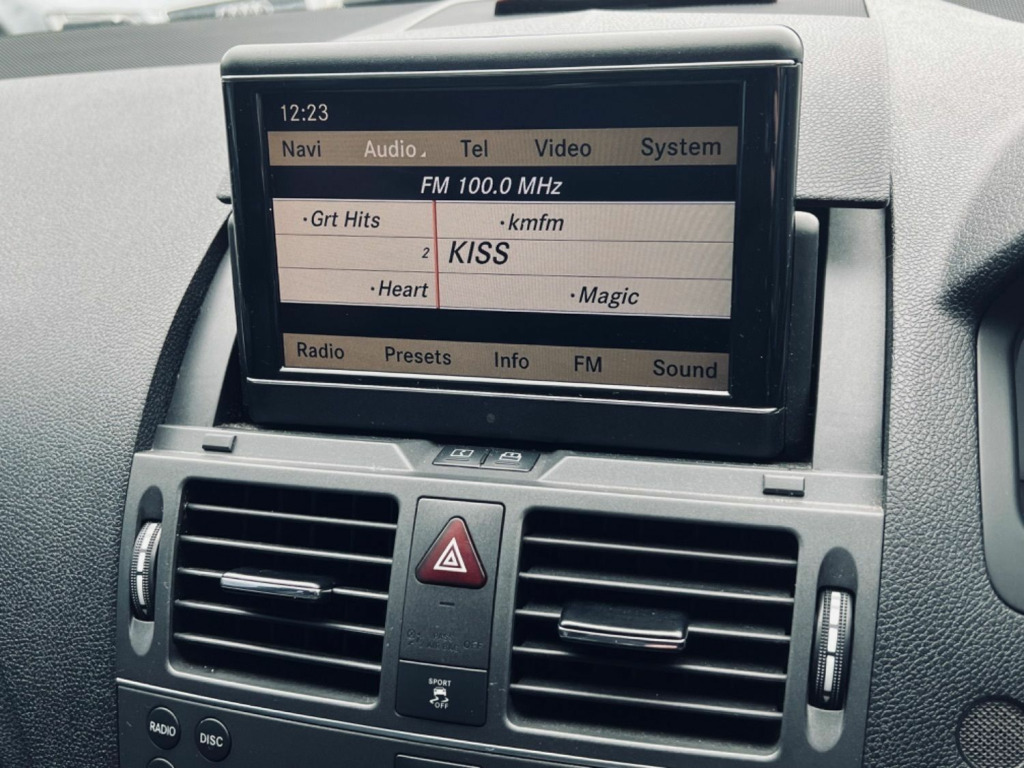 12:23
Navi Audio Tel Video System
FM 100.0 MHz
·Grt Hits ·kmfm
2 KISS
·Heart ·Magic
Radio Presets Info FM Sound
SPORT
OFF
RADIO DISC